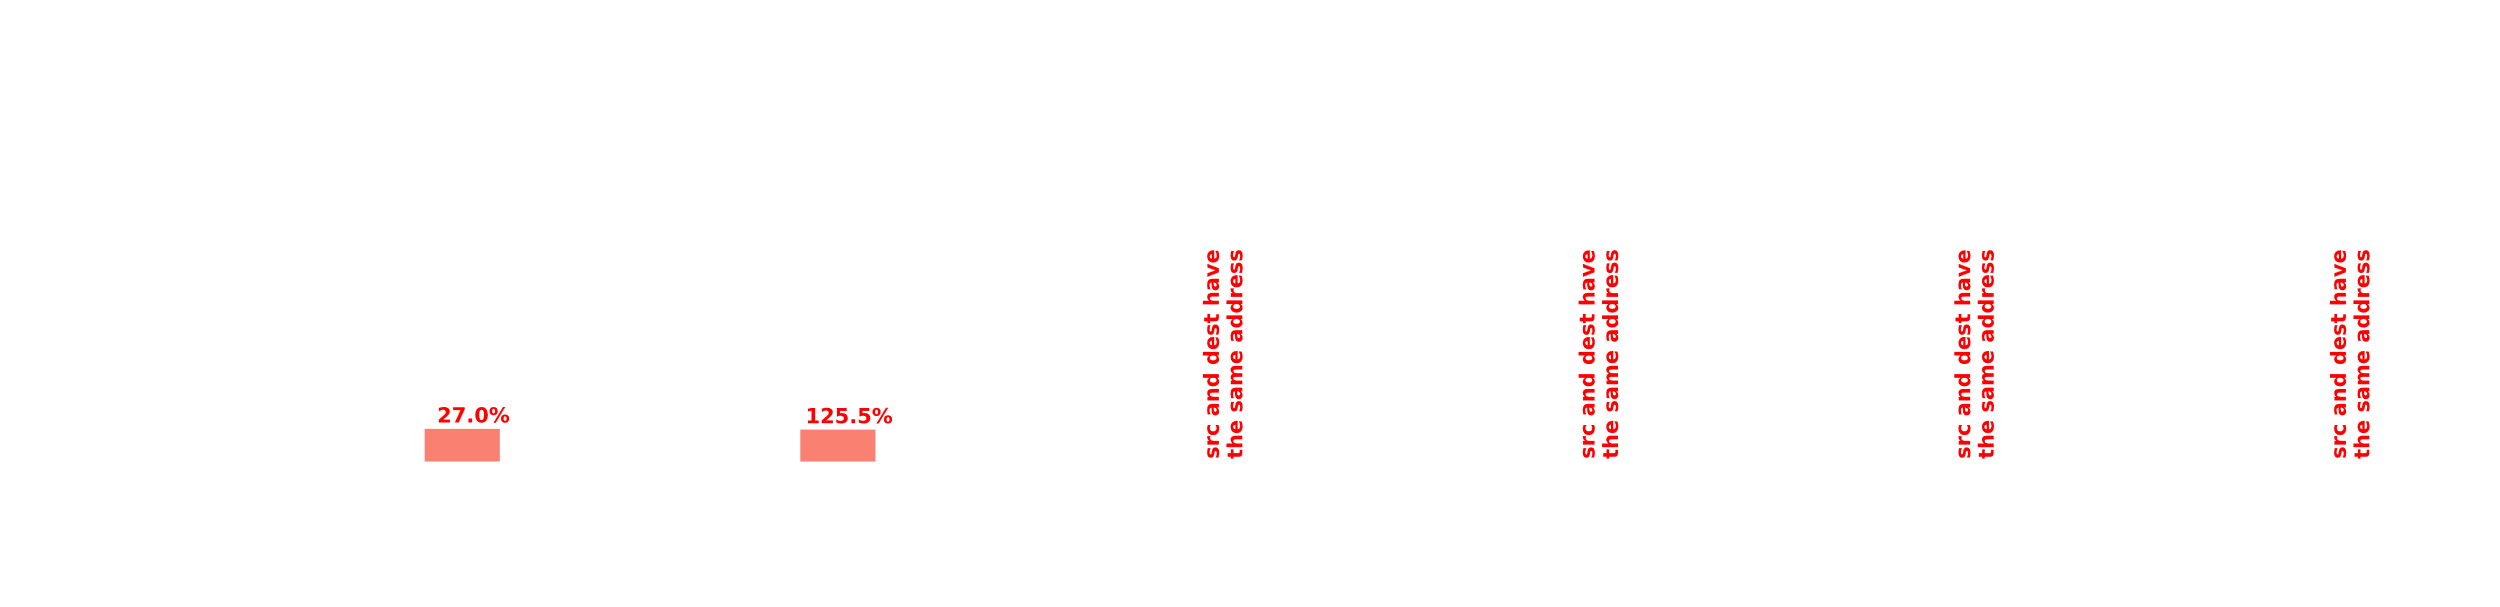 27.0%
125.5%
src and dest have
the same address
src and dest have
the same address
src and dest have
the same address
src and dest have
the same address